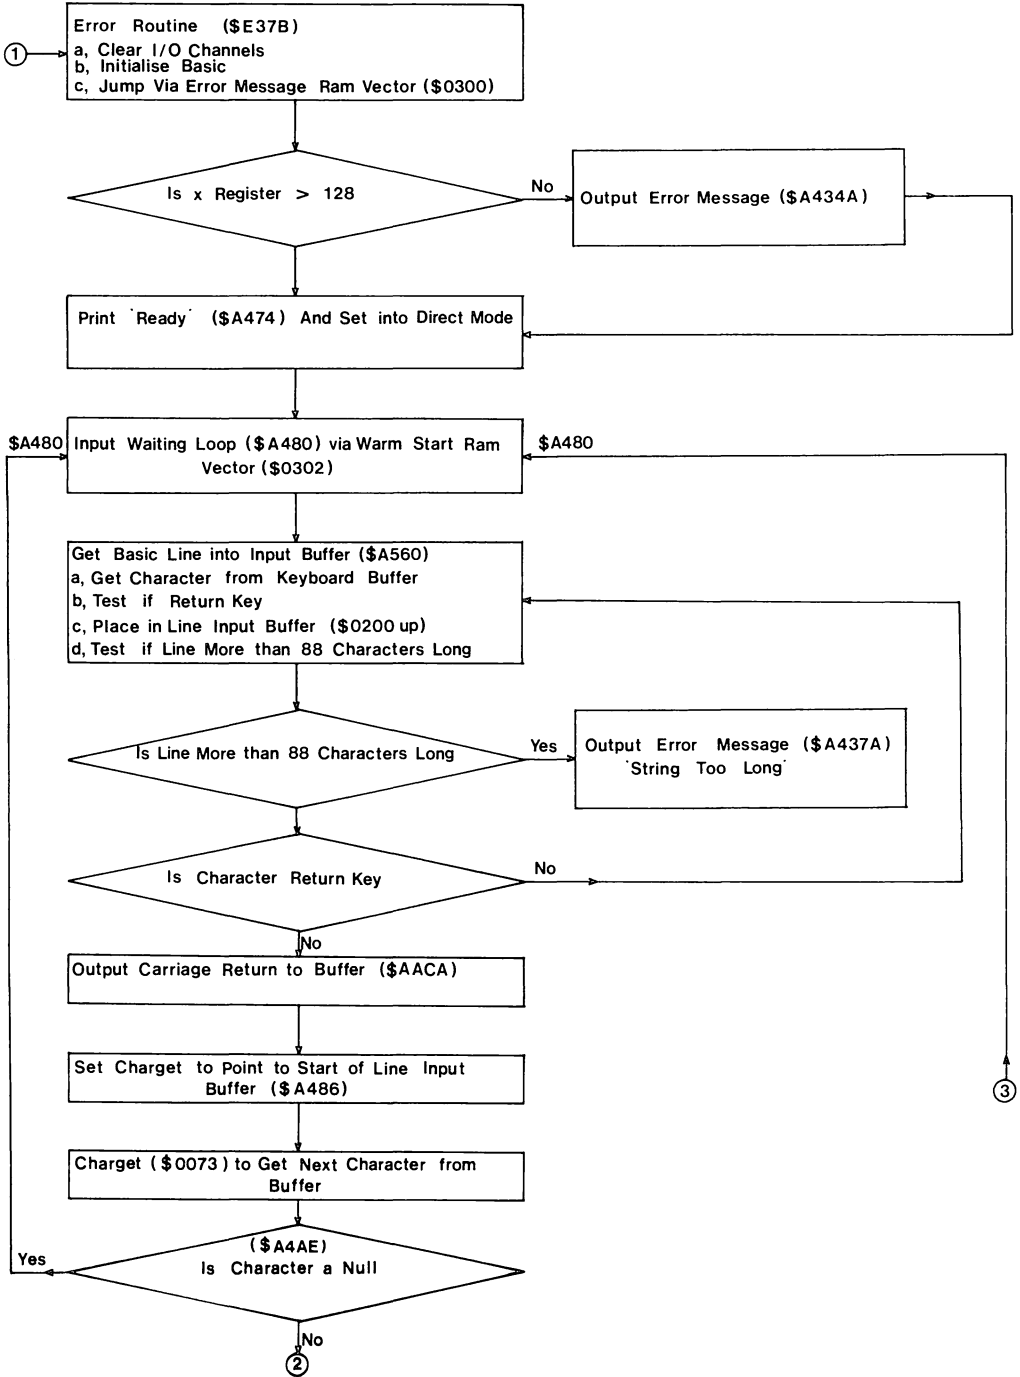 Error Routine ($E37B)
1
a, Clear I/O Channels
b, Initialise Basic
c, Jump Via Error Message Ram Vector ($0300)
Is x Register > 128
No
Output Error Message ($A434A)
Print 'Ready' ($A474) And Set into Direct Mode
$A480
Input Waiting Loop ($A480) via Warm Start Ram
Vector ($0302)
$A480
Get Basic Line into Input Buffer ($A560)
a, Get Character from Keyboard Buffer
b, Test if Return Key
c, Place in Line Input Buffer ($0200 up)
d, Test if Line More than 88 Characters Long
Is Line More than 88 Characters Long
Yes
Output Error Message ($A437A)
'String Too Long'
Is Character Return Key
No
No
Output Carriage Return to Buffer ($AACA)
Set Charget to Point to Start of Line Input
Buffer ($A486)
3
Charget ($0073) to Get Next Character from
Buffer
($A4AE)
Is Character a Null
Yes
No
2